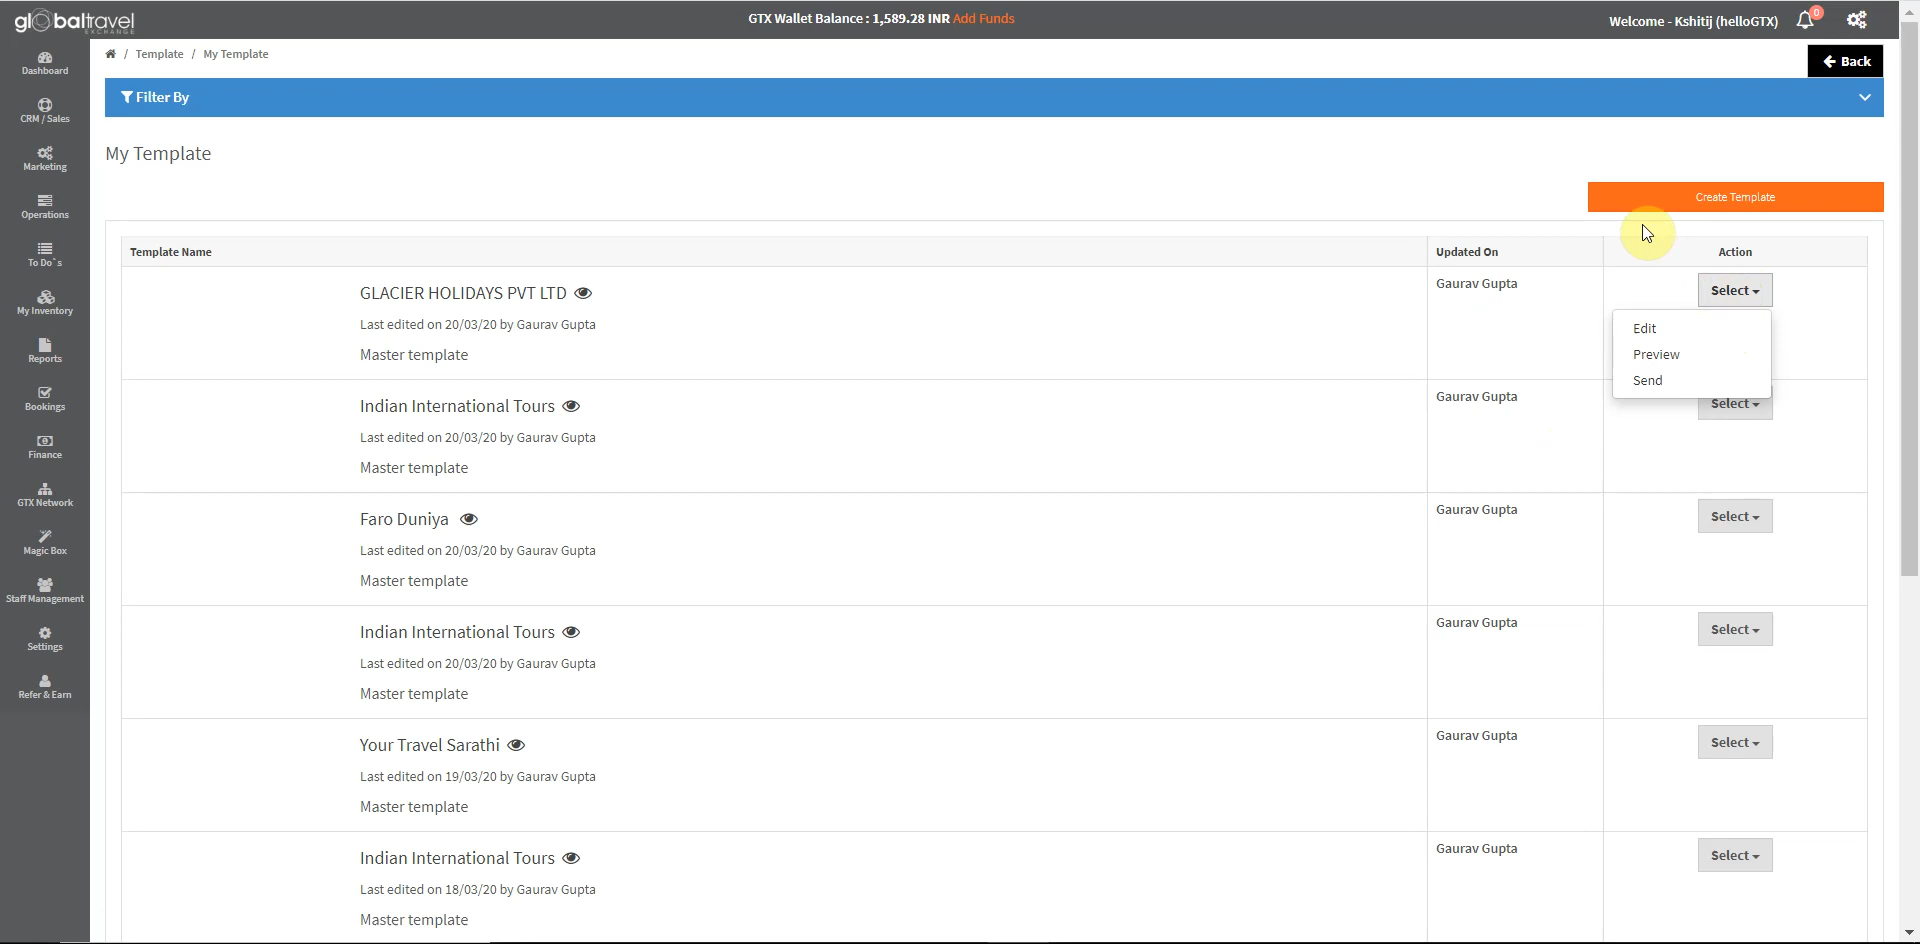 globaltravel
EXCHANGE
GTX Wallet Balance : 1,589.28 INR Add Funds
Welcome - Kshitij (helloGTX)
0
Dashboard
CRM / Sales
Marketing
Operations
To Do`s
My Inventory
Reports
Bookings
Finance
GTX Network
Magic Box
Staff Management
Settings
Refer & Earn
/ Template / My Template
Back
Filter By
My Template
Create Template
Template Name
Updated On
Action
GLACIER HOLIDAYS PVT LTD
Last edited on 20/03/20 by Gaurav Gupta
Master template
Gaurav Gupta
Select
Edit
Preview
Send
Indian International Tours
Last edited on 20/03/20 by Gaurav Gupta
Master template
Gaurav Gupta
Select
Faro Duniya
Last edited on 20/03/20 by Gaurav Gupta
Master template
Gaurav Gupta
Select
Indian International Tours
Last edited on 20/03/20 by Gaurav Gupta
Master template
Gaurav Gupta
Select
Your Travel Sarathi
Last edited on 19/03/20 by Gaurav Gupta
Master template
Gaurav Gupta
Select
Indian International Tours
Last edited on 18/03/20 by Gaurav Gupta
Master template
Gaurav Gupta
Select